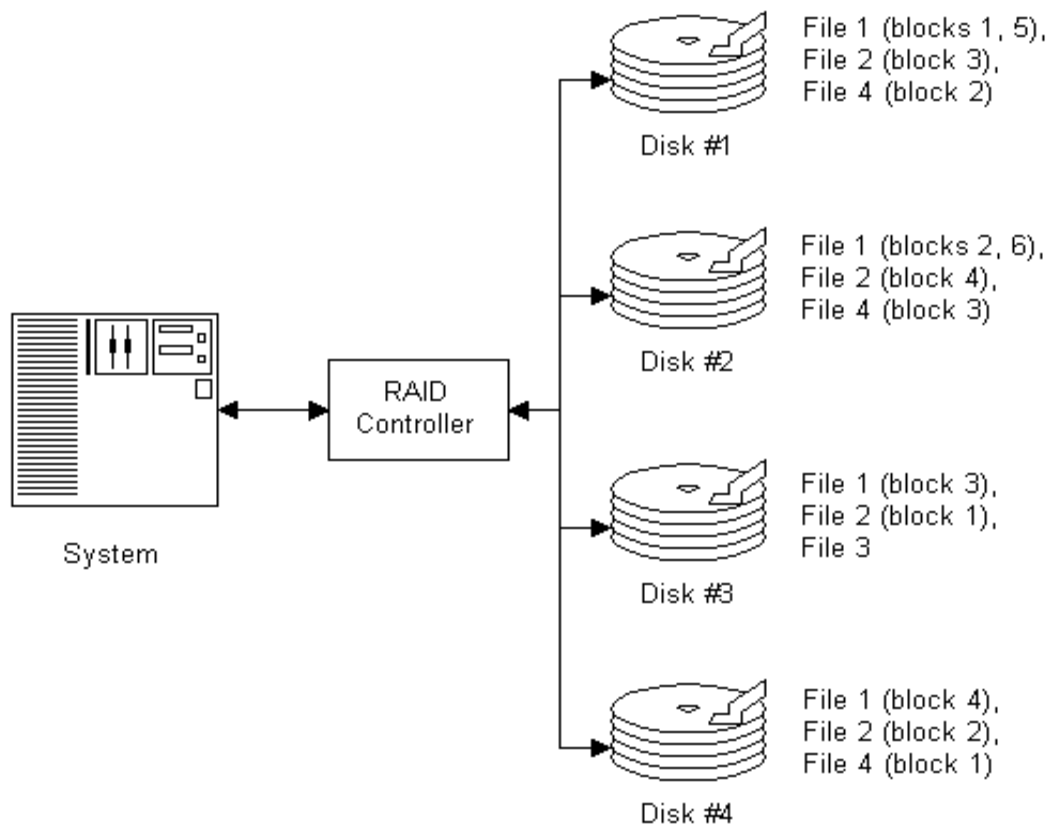 File 1 (blocks 1, 5),
File 2 (block 3),
File 4 (block 2)
Disk #1
File 1 (blocks 2, 6),
File 2 (block 4),
File 4 (block 3)
Disk #2
RAID
Controller
System
File 1 (block 3),
File 2 (block 1),
File 3
Disk #3
File 1 (block 4),
File 2 (block 2),
File 4 (block 1)
Disk #4